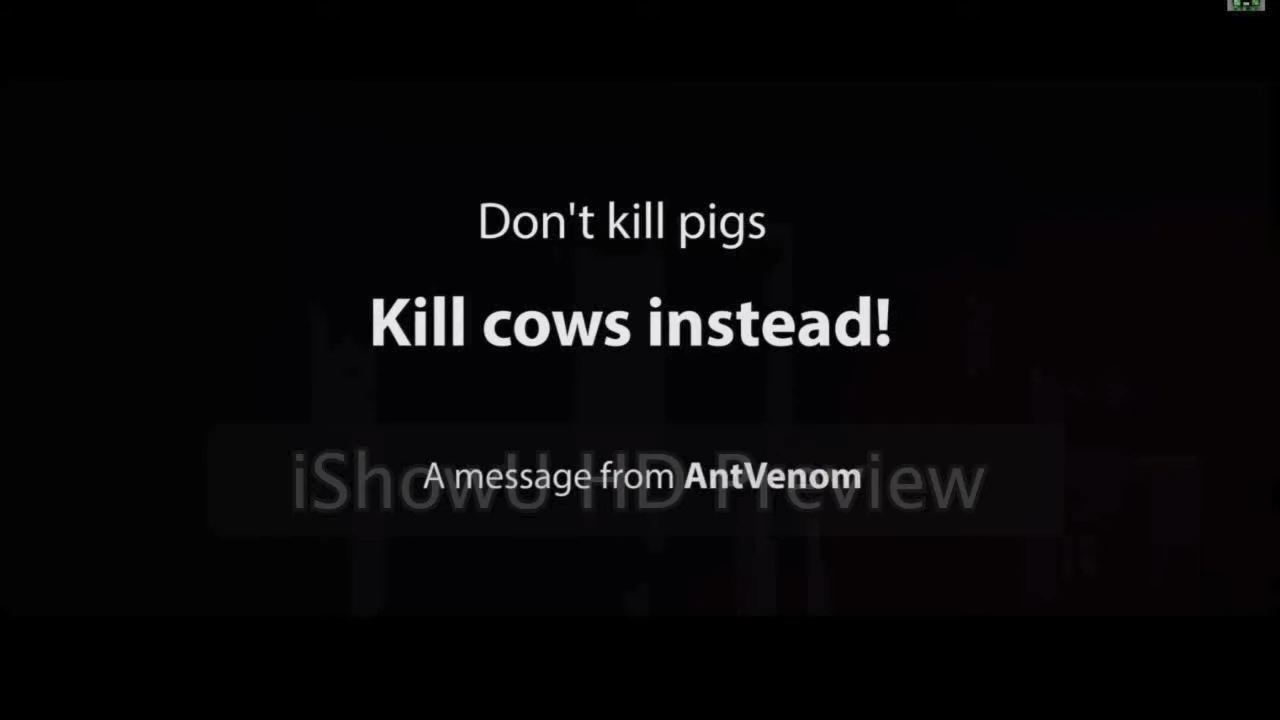 Don't kill pigs
Kill cows instead!
A message from AntVenom
iShowU HD Preview